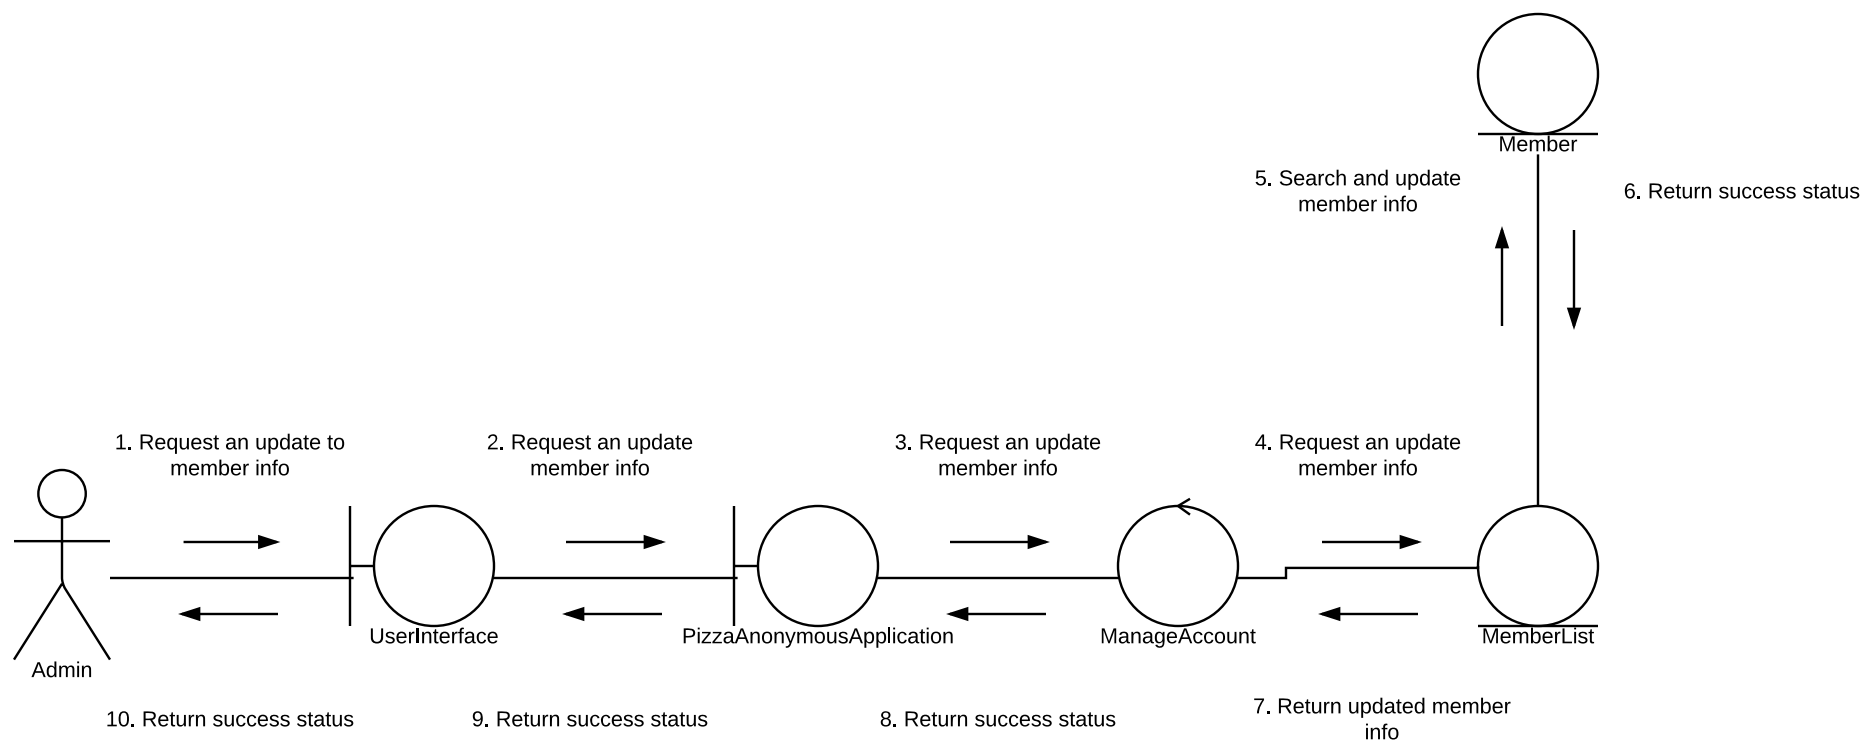 Member
5. Search and update
member info
6. Return success status
1. Request an update to
member info
2. Request an update
member info
3. Request an update
member info
4. Request an update
member info
UserInterface
PizzaAnonymousApplication
ManageAccount
MemberList
Admin
10. Return success status
9. Return success status
8. Return success status
7. Return updated member
info